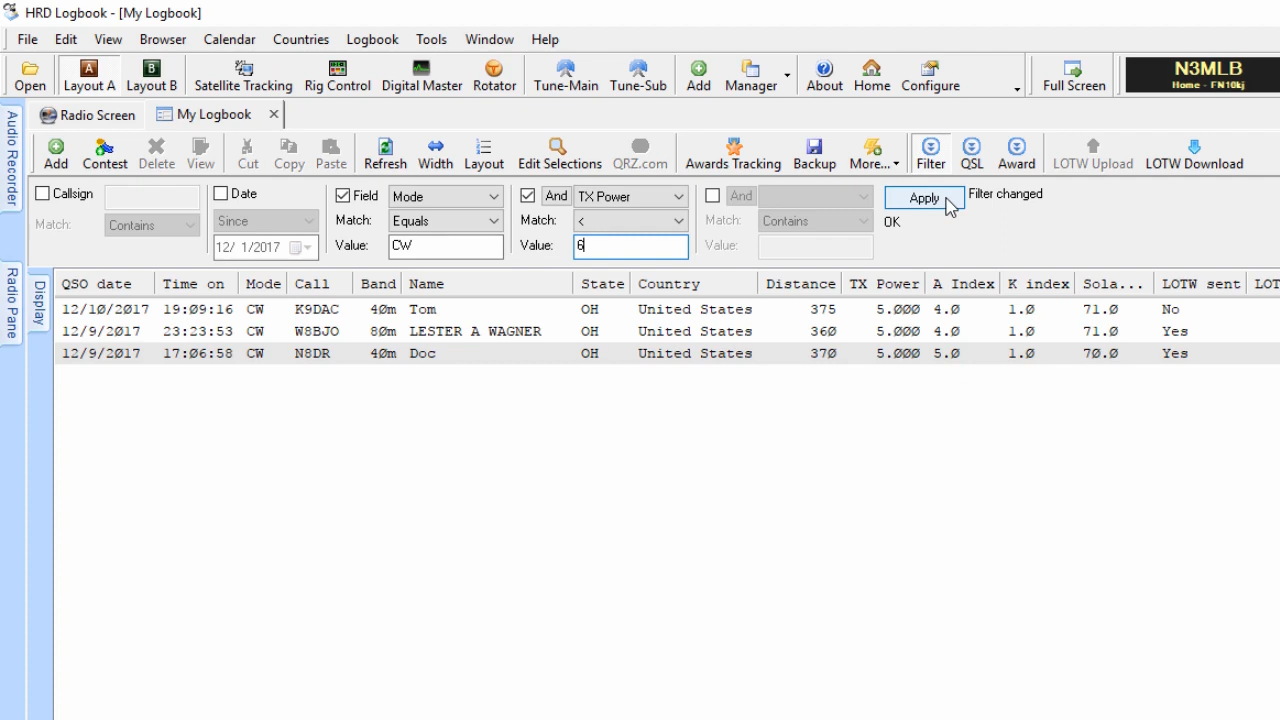 HRD Logbook - [My Logbook]
File Edit View Browser Calendar Countries Logbook Tools Window Help
Open Layout A Layout B Satellite Tracking Rig Control Digital Master Rotator Tune-Main Tune-Sub Add Manager About Home Configure Full Screen N3MLB
Home - FN10kj
Radio Screen My Logbook
Audio Recorder
Add Contest Delete View Cut Copy Paste Refresh Width Layout Edit Selections QRZ.com Awards Tracking Backup More... Filter QSL Award LOTW Upload LOTW Download
Callsign Date Field Mode And TX Power And Apply Filter changed
Match: Contains Since Match: Equals Match: < Match: Contains OK
12/ 1/2017 Value: CW Value: 6 Value:
Radio Pane
Display
QSO date Time on Mode Call Band Name State Country Distance TX Power A Index K index Sola... LOTW sent LOT
12/10/2017 19:09:16 CW K9DAC 40m Tom OH United States 375 5.000 4.0 1.0 71.0 No
12/9/2017 23:23:53 CW W8BJO 80m LESTER A WAGNER OH United States 360 5.000 4.0 1.0 71.0 Yes
12/9/2017 17:06:58 CW N8DR 40m Doc OH United States 370 5.000 5.0 1.0 70.0 Yes